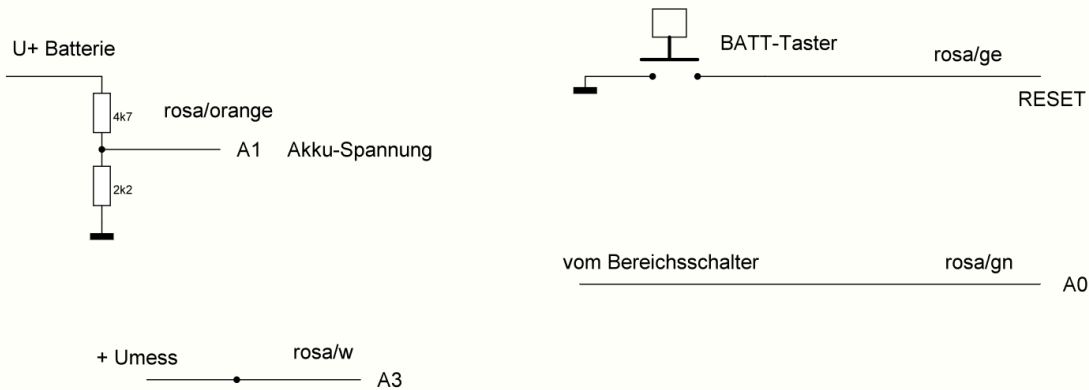 U+ Batterie
4k7
rosa/orange
A1 Akku-Spannung
2k2
+ Umess
rosa/w
A3
BATT-Taster
rosa/ge
RESET
vom Bereichsschalter
rosa/gn
A0